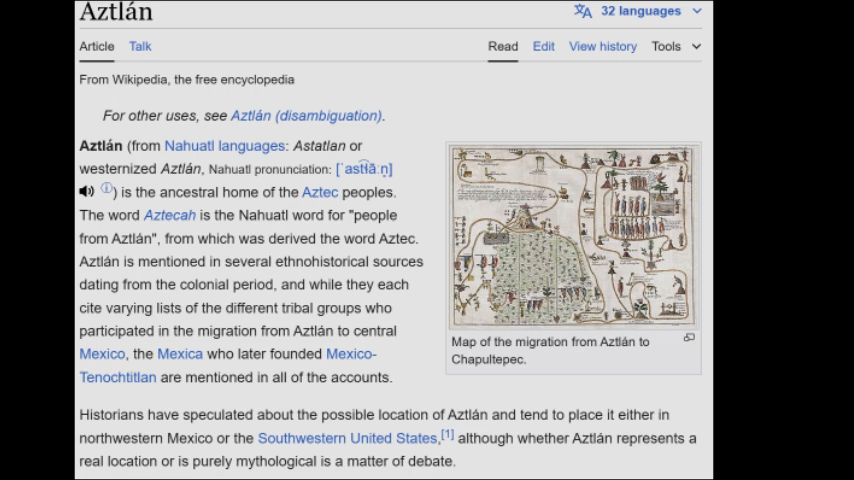 Aztlán
32 languages
Article Talk Read Edit View history Tools
From Wikipedia, the free encyclopedia
For other uses, see Aztlán (disambiguation).
Aztlán (from Nahuatl languages: Astatlan or
westernized Aztlán, Nahuatl pronunciation: [ˈast͡ɬãːn̥]
) is the ancestral home of the Aztec peoples.
The word Aztecah is the Nahuatl word for "people
from Aztlán", from which was derived the word Aztec.
Aztlán is mentioned in several ethnohistorical sources
dating from the colonial period, and while they each
cite varying lists of the different tribal groups who
participated in the migration from Aztlán to central
Mexico, the Mexica who later founded Mexico-
Tenochtitlan are mentioned in all of the accounts.
Map of the migration from Aztlán to
Chapultepec.
Historians have speculated about the possible location of Aztlán and tend to place it either in
northwestern Mexico or the Southwestern United States,[1] although whether Aztlán represents a
real location or is purely mythological is a matter of debate.